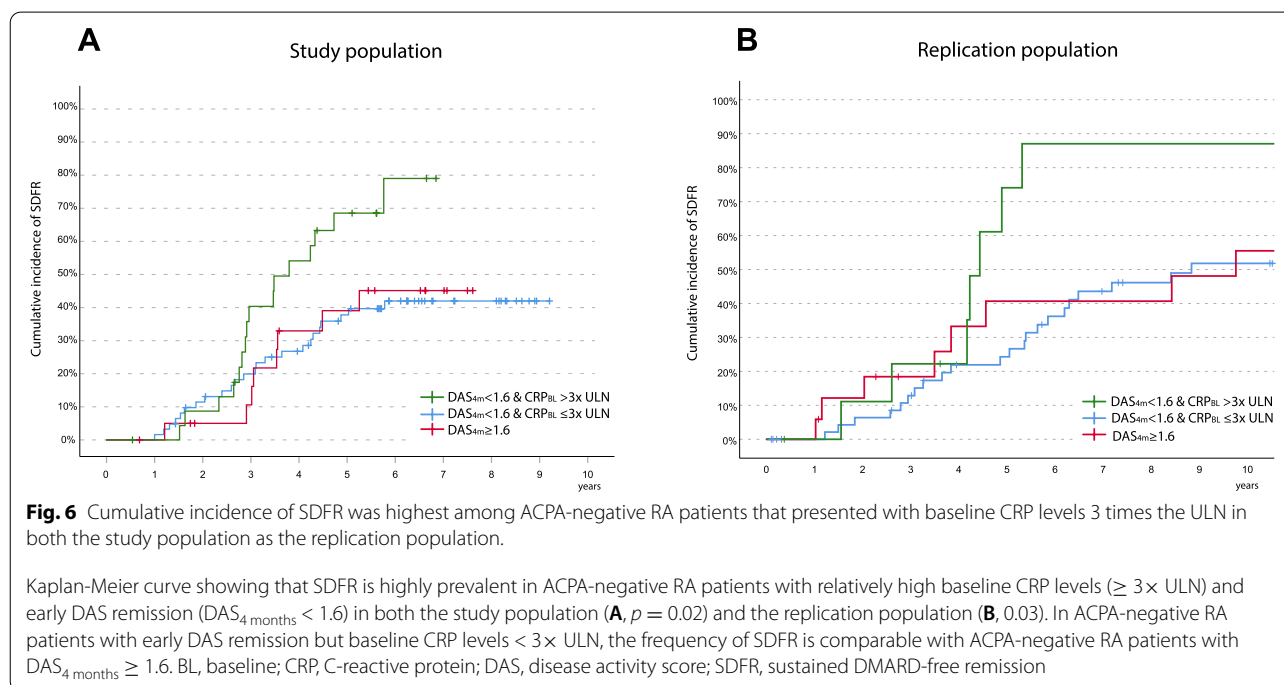 A
Study population
Cumulative incidence of SDFR
100%
90%
80%
70%
60%
50%
40%
30%
20%
10%
0%
0 1 2 3 4 5 6 7 8 9 10
years
DAS4m<1.6 & CRPBL >3x ULN
DAS4m<1.6 & CRPBL ≤3x ULN
DAS4m≥1.6
B
Replication population
Cumulative incidence of SDFR
100%
90%
80%
70%
60%
50%
40%
30%
20%
10%
0%
0 1 2 3 4 5 6 7 8 9 10
years
DAS4m<1.6 & CRPBL >3x ULN
DAS4m<1.6 & CRPBL ≤3x ULN
DAS4m≥1.6
Fig. 6 Cumulative incidence of SDFR was highest among ACPA-negative RA patients that presented with baseline CRP levels 3 times the ULN in
both the study population as the replication population.
Kaplan-Meier curve showing that SDFR is highly prevalent in ACPA-negative RA patients with relatively high baseline CRP levels (≥ 3× ULN) and
early DAS remission (DAS4 months < 1.6) in both the study population (A, p = 0.02) and the replication population (B, 0.03). In ACPA-negative RA
patients with early DAS remission but baseline CRP levels < 3× ULN, the frequency of SDFR is comparable with ACPA-negative RA patients with
DAS4 months ≥ 1.6. BL, baseline; CRP, C-reactive protein; DAS, disease activity score; SDFR, sustained DMARD-free remission